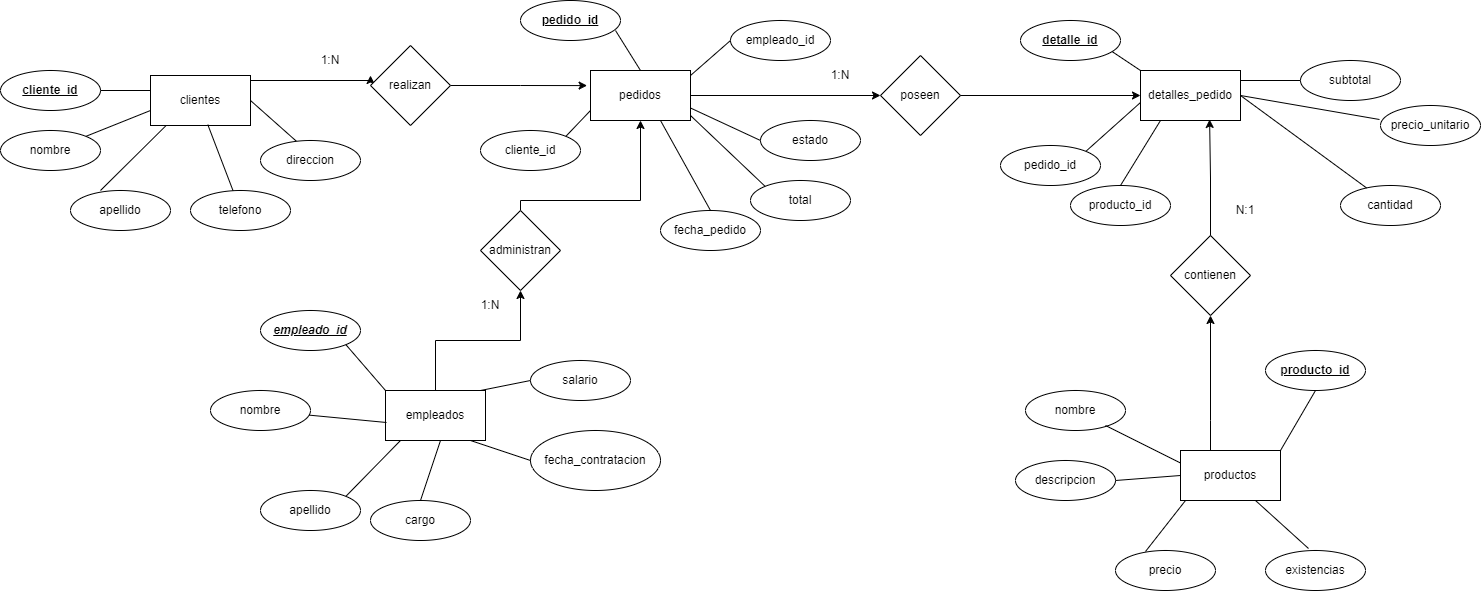 pedido_id
empleado_id
detalle_id
1:N
1:N
cliente_id
clientes
realizan
pedidos
poseen
detalles_pedido
subtotal
precio_unitario
nombre
direccion
cliente_id
estado
pedido_id
apellido
telefono
total
producto_id
cantidad
fecha_pedido
N:1
administran
contienen
1:N
empleado_id
salario
producto_id
nombre
empleados
nombre
fecha_contratacion
productos
descripcion
apellido
cargo
precio
existencias